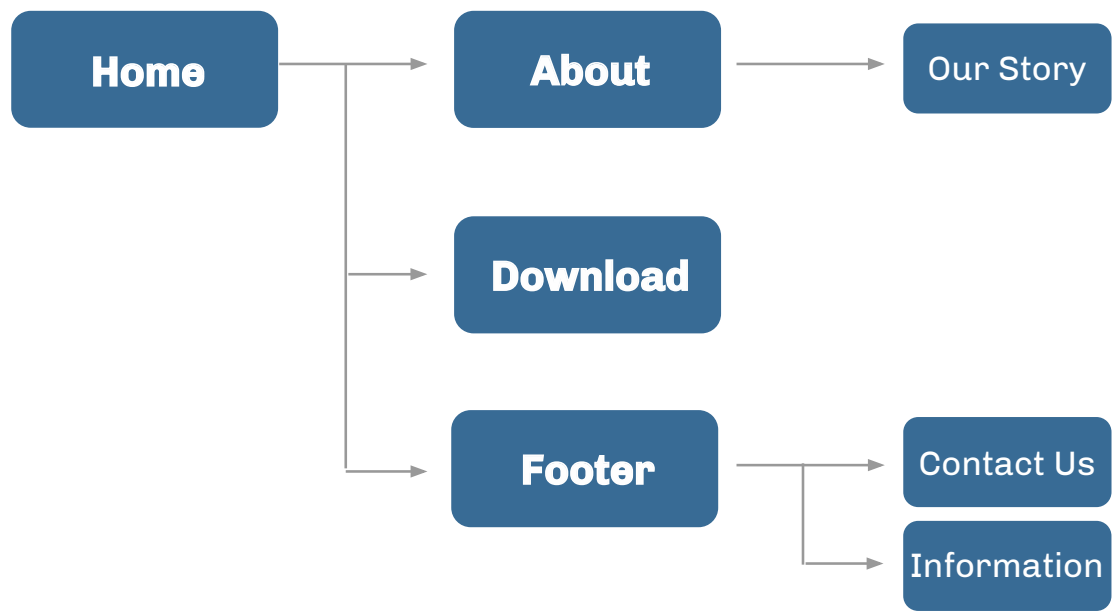 Home
About
Our Story
Download
Footer
Contact Us
Information